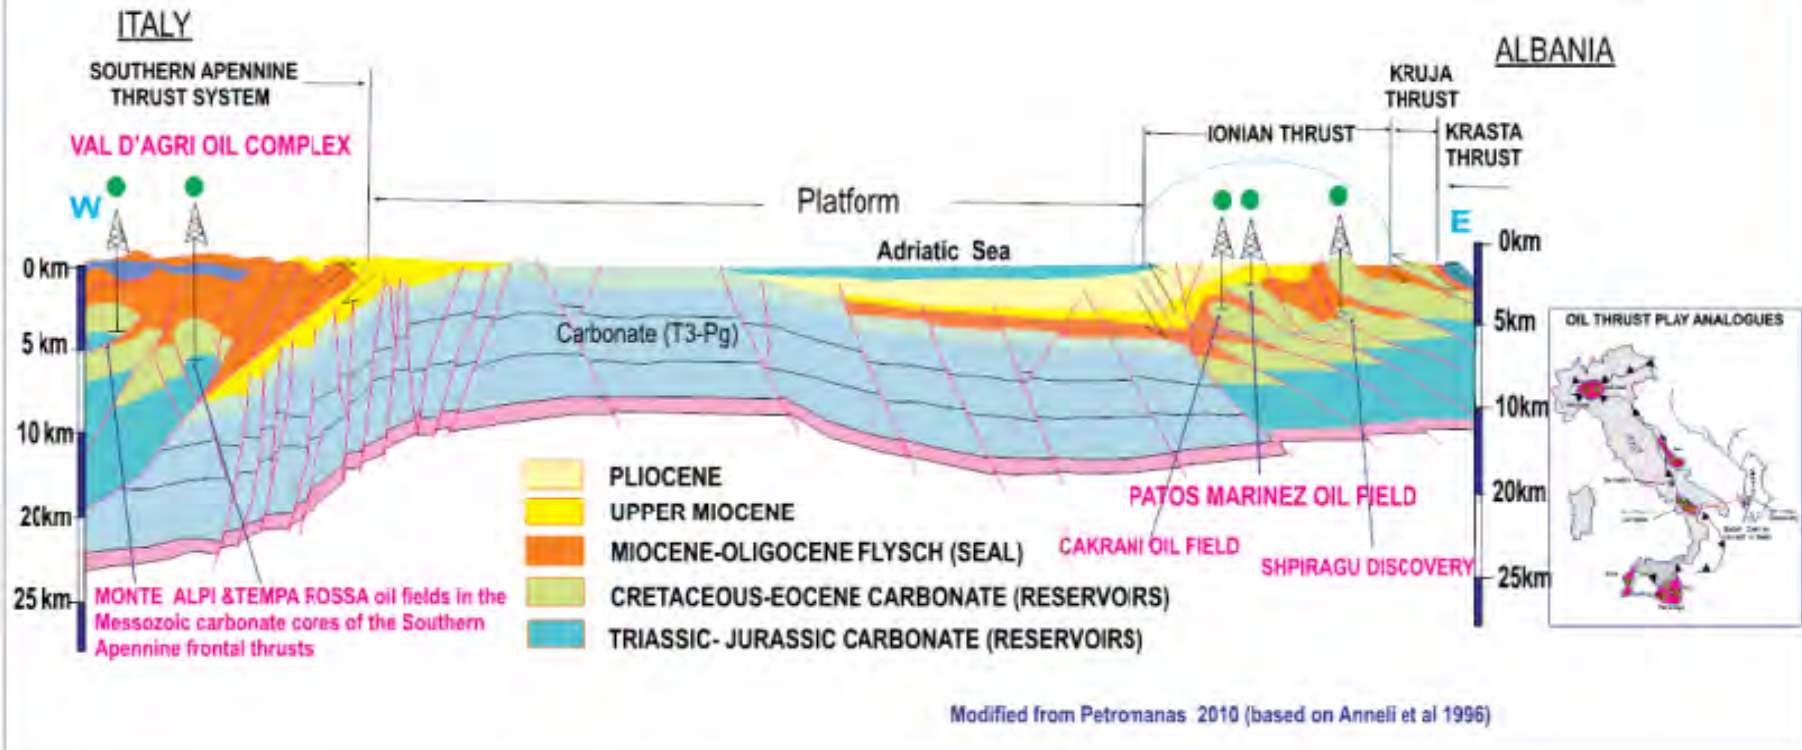 ITALY
SOUTHERN APENNINE
THRUST SYSTEM
VAL D'AGRI OIL COMPLEX
W
Platform
Adriatic Sea
IONIAN THRUST
KRUJA
THRUST
KRASTA
THRUST
ALBANIA
E
0 km
5 km
10 km
20km
25 km
0km
5km
10km
20km
25km
Carbonate (T3-Pg)
PLIOCENE
UPPER MIOCENE
MIOCENE-OLIGOCENE FLYSCH (SEAL)
CRETACEOUS-EOCENE CARBONATE (RESERVOIRS)
TRIASSIC- JURASSIC CARBONATE (RESERVOIRS)
MONTE ALPI &TEMPA ROSSA oil fields in the
Messozoic carbonate cores of the Southern
Apennine frontal thrusts
PATOS MARINEZ OIL FIELD
CAKRANI OIL FIELD
SHPIRAGU DISCOVERY
OIL THRUST PLAY ANALOGUES
Modified from Petromanas 2010 (based on Anneli et al 1996)